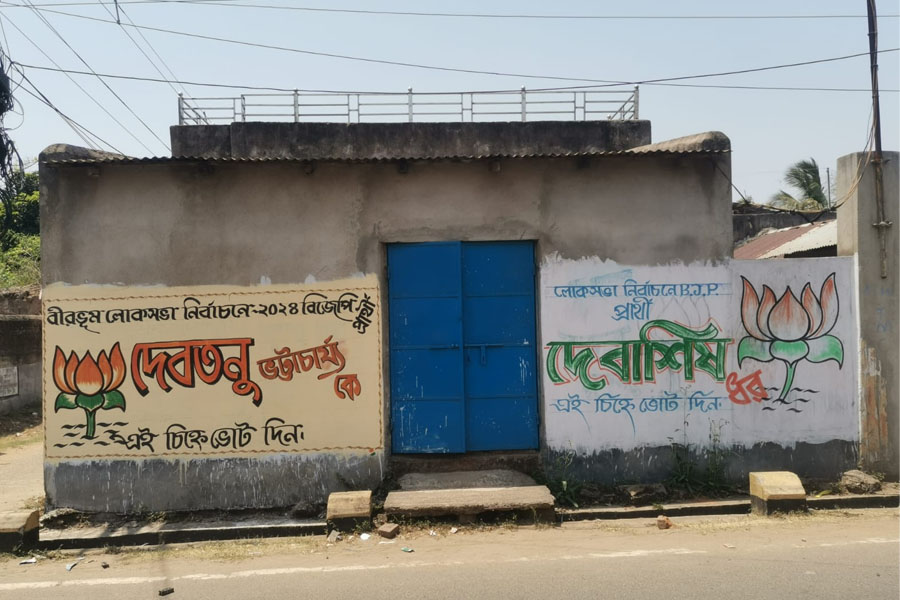 বীরভূম লোকসভা নির্বাচনে-২০২৪ বিজেপি প্রার্থী
দেবতনু ভট্টাচার্য্য কে
এই চিহ্নে ভোট দিন।
লোকসভা নির্বাচনে B.J.P
প্রার্থী
দেবাশিষ ধর
এই চিহ্নে ভোট দিন।